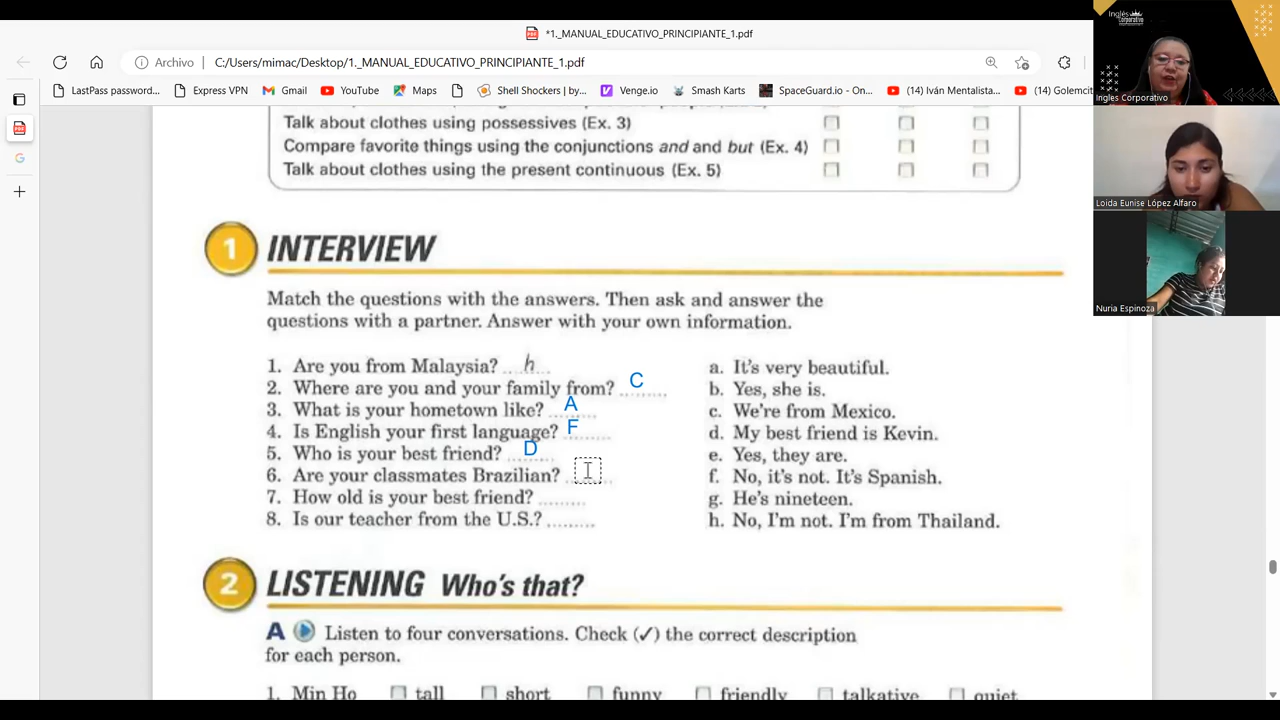 *1._MANUAL_EDUCATIVO_PRINCIPIANTE_1.pdf
Archivo
C:/Users/mimac/Desktop/1._MANUAL_EDUCATIVO_PRINCIPIANTE_1.pdf
LastPass password...
Express VPN
Gmail
YouTube
Maps
Shell Shockers | by...
Venge.io
Smash Karts
SpaceGuard.io - On...
(14) Iván Mentalista...
(14) Golemcit
Inglés
Corporativo
Ingles Corporativo
Loida Eunise López Alfaro
Nuria Espinoza
Talk about clothes using possessives (Ex. 3)
Compare favorite things using the conjunctions and and but (Ex. 4)
Talk about clothes using the present continuous (Ex. 5)
1 INTERVIEW
Match the questions with the answers. Then ask and answer the
questions with a partner. Answer with your own information.
1. Are you from Malaysia? h
2. Where are you and your family from? C
3. What is your hometown like? A
4. Is English your first language? F
5. Who is your best friend? D
6. Are your classmates Brazilian?
7. How old is your best friend?
8. Is our teacher from the U.S.?
a. It's very beautiful.
b. Yes, she is.
c. We're from Mexico.
d. My best friend is Kevin.
e. Yes, they are.
f. No, it's not. It's Spanish.
g. He's nineteen.
h. No, I'm not. I'm from Thailand.
2 LISTENING Who's that?
A Listen to four conversations. Check (✓) the correct description
for each person.
1. Min Ho tall short funny friendly talkative quiet